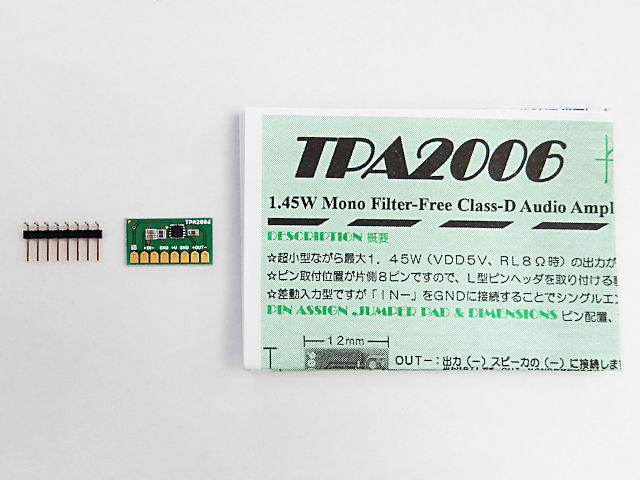 TPA2006
1.45W Mono Filter-Free Class-D Audio Ampl
DESCRIPTION 概要
☆超小型ながら最大1.45W(VDD5V、RL8Ω時)の出力が
☆ピン取付位置が片側8ピンですので、L型ピンヘッダを取り付ける
☆差動入力型ですが「IN-」をGNDに接続することでシングルエン
PIN ASSIGN ,JUMPER PAD & DIMENSIONS ピン配置、
12mm
OUT-:出力(-)スピーカの(-)に接続しま
TPA2006
+IN- GND +V GND +OUT-